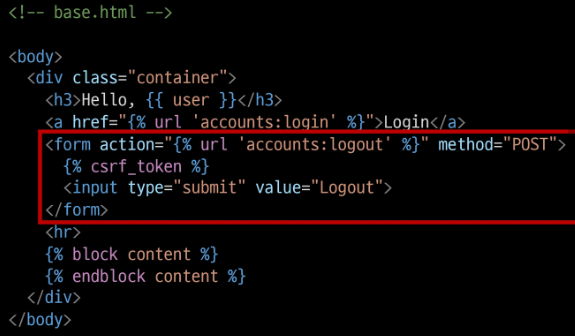 <!-- base.html -->
<body>
<div class="container">
<h3>Hello, {{ user }}</h3>
<a href="{% url 'accounts:login' %}">Login</a>
<form action="{% url 'accounts:logout' %}" method="POST">
{% csrf_token %}
<input type="submit" value="Logout">
</form>
<hr>
{% block content %}
{% endblock content %}
</div>
</body>